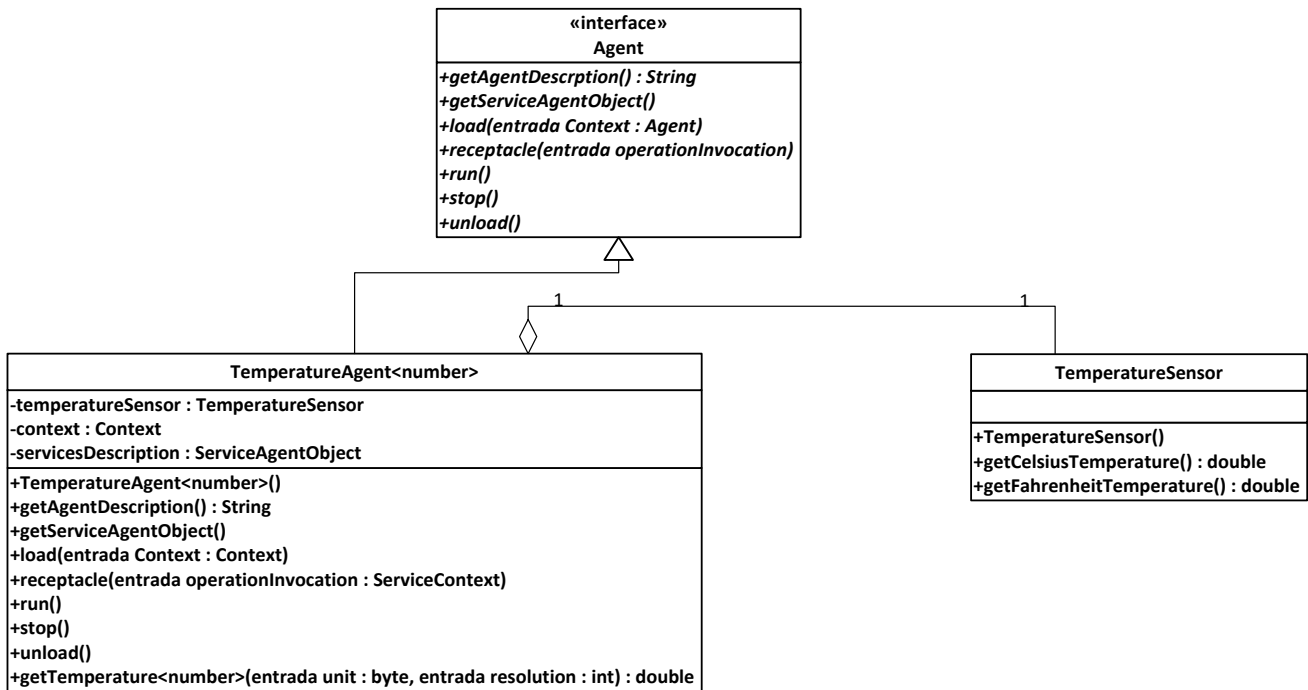 «interface»
Agent
+getAgentDescrption() : String
+getServiceAgentObject()
+load(entrada Context : Agent)
+receptacle(entrada operationInvocation)
+run()
+stop()
+unload()
1
1
TemperatureAgent<number>
-temperatureSensor : TemperatureSensor
-context : Context
-servicesDescription : ServiceAgentObject
+TemperatureAgent<number>()
+getAgentDescription() : String
+getServiceAgentObject()
+load(entrada Context : Context)
+receptacle(entrada operationInvocation : ServiceContext)
+run()
+stop()
+unload()
+getTemperature<number>(entrada unit : byte, entrada resolution : int) : double
TemperatureSensor
+TemperatureSensor()
+getCelsiusTemperature() : double
+getFahrenheitTemperature() : double